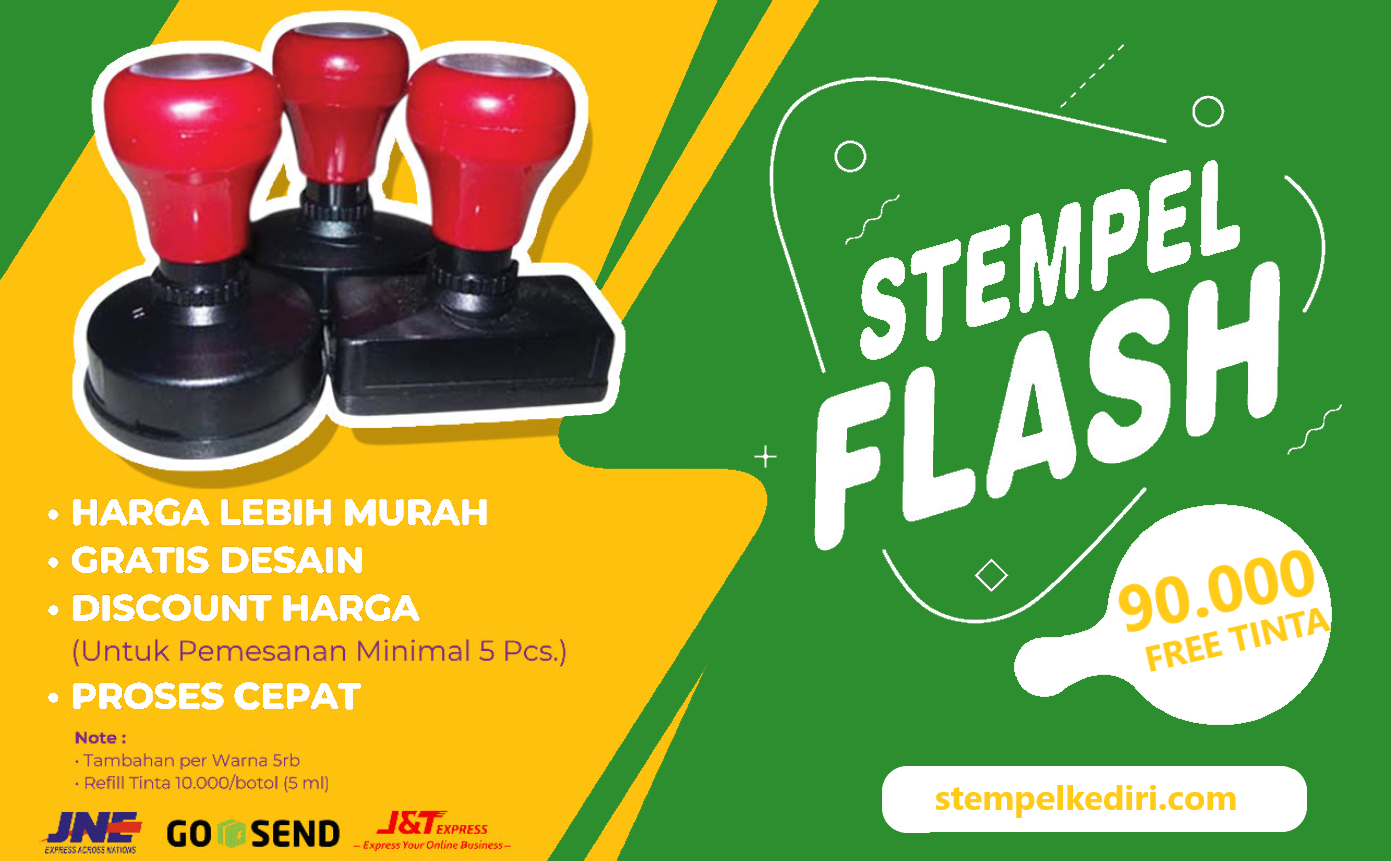 STEMPEL
FLASH
• HARGA LEBIH MURAH
• GRATIS DESAIN
• DISCOUNT HARGA
(Untuk Pemesanan Minimal 5 Pcs.)
• PROSES CEPAT
Note :
• Tambahan per Warna 5rb
• Refill Tinta 10.000/botol (5 ml)
JNE
EXPRESS ACROSS NATIONS
GO SEND
J&T EXPRESS
– Express Your Online Business –
90.000
FREE TINTA
stempelkediri.com